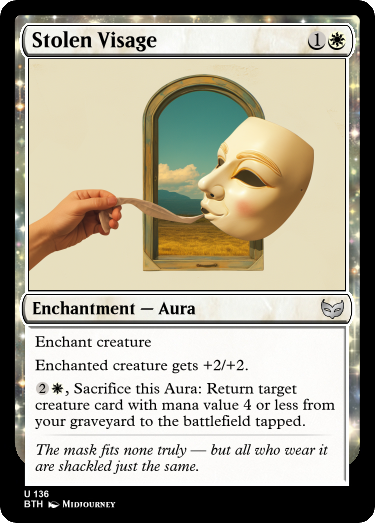 Stolen Visage 1
Enchantment — Aura
Enchant creature
Enchanted creature gets +2/+2.
2, Sacrifice this Aura: Return target
creature card with mana value 4 or less from
your graveyard to the battlefield tapped.
The mask fits none truly — but all who wear it
are shackled just the same.
U 136
BTH Midjourney